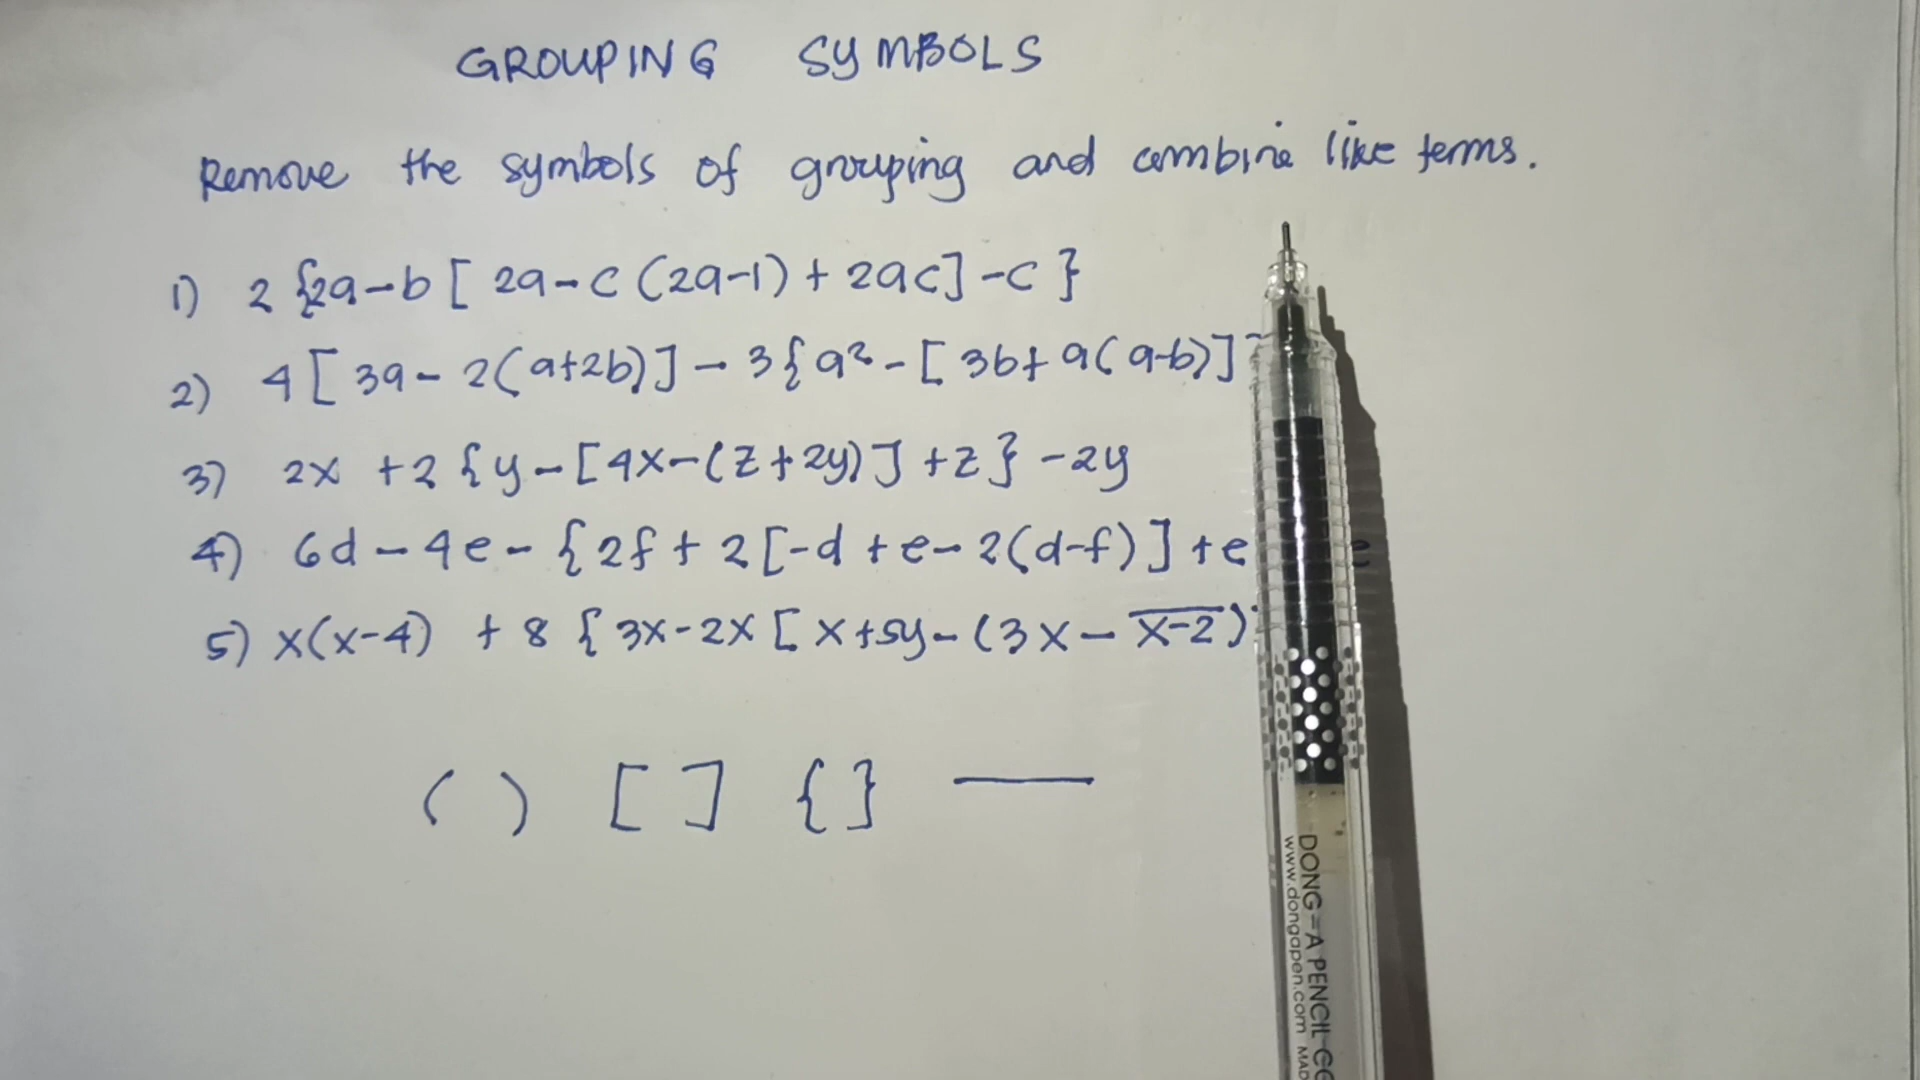 GROUPING SYMBOLS
Remove the symbols of grouping and combine like terms.
1) 2 {2a-b [ 2a-c (2a-1) + 2ac] -c }
2) 4 [ 3a - 2(a+2b)] - 3{a² - [ 3b+a(a-b)]
3) 2x + 2 {y - [4x-(z+2y)] + z} -2y
4) 6d - 4e - {2f + 2 [-d + e - 2(d-f)] + e
5) x(x-4) + 8 { 3x-2x [ x+5y - (3x - x̅-̅2̅)
( ) [ ] { } —
DONG-A PENCIL
www.dongapen.com